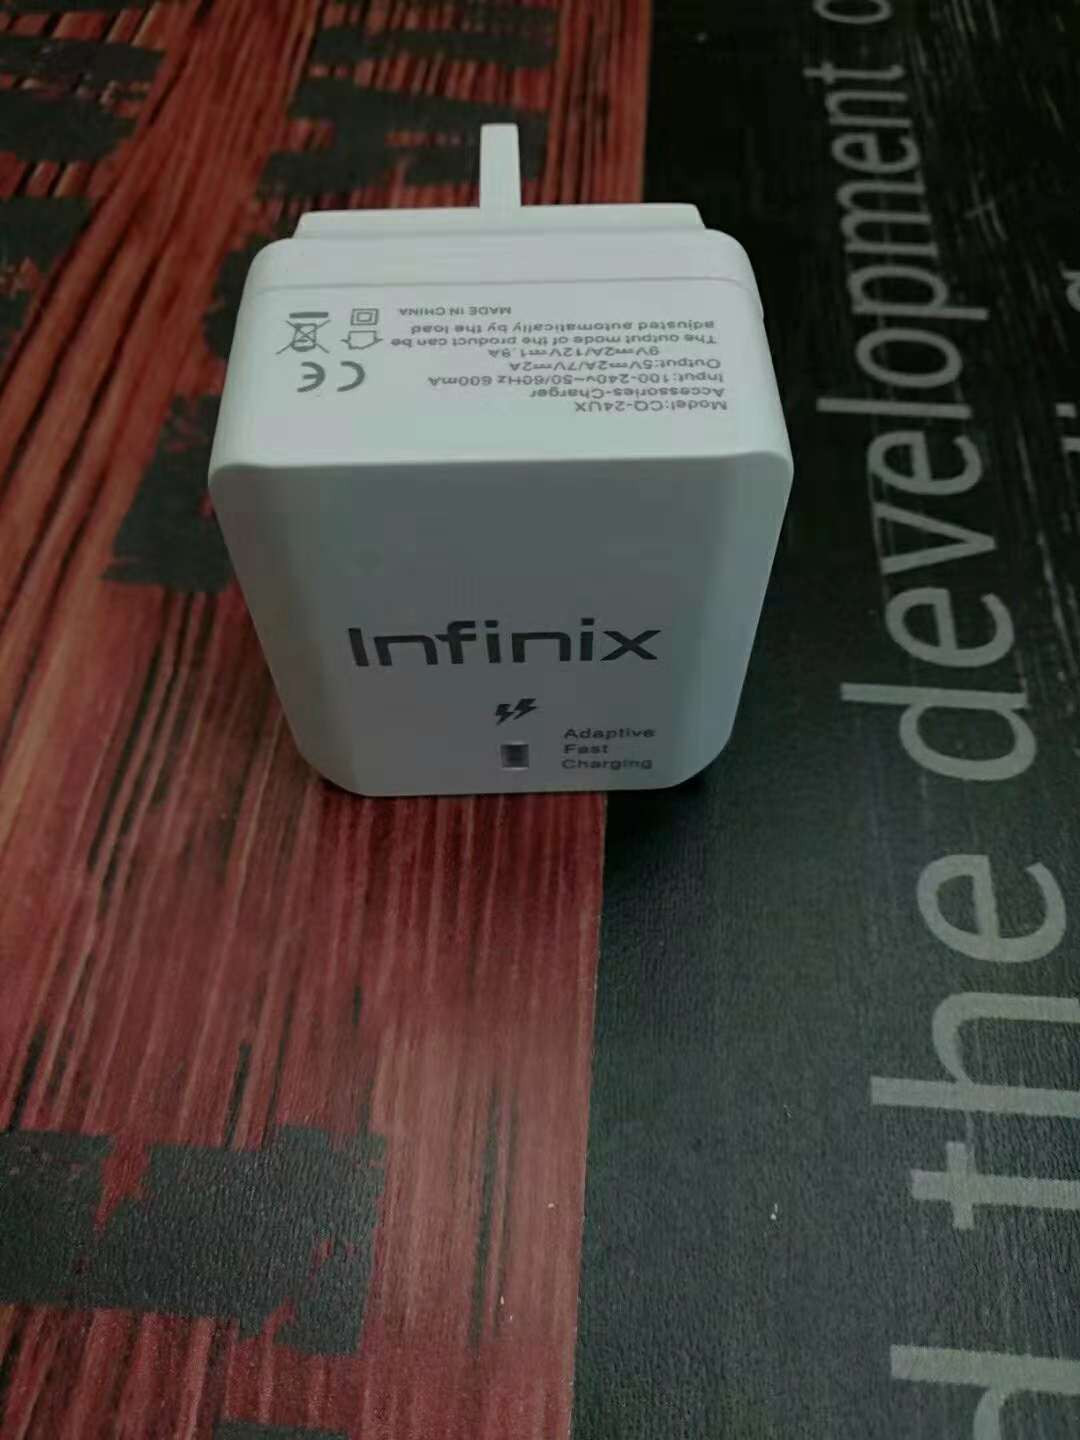 Infinix
Adaptive
Fast
Charging
Model:CQ-24UX
Accessories-Charger
Input:100-240v~50/60Hz 600mA
Output:5V⎓2A/7V⎓2A
9V⎓2A/12V⎓1.9A
The output mode of the product can be
adjusted automatically by the load
MADE IN CHINA
CE
the development